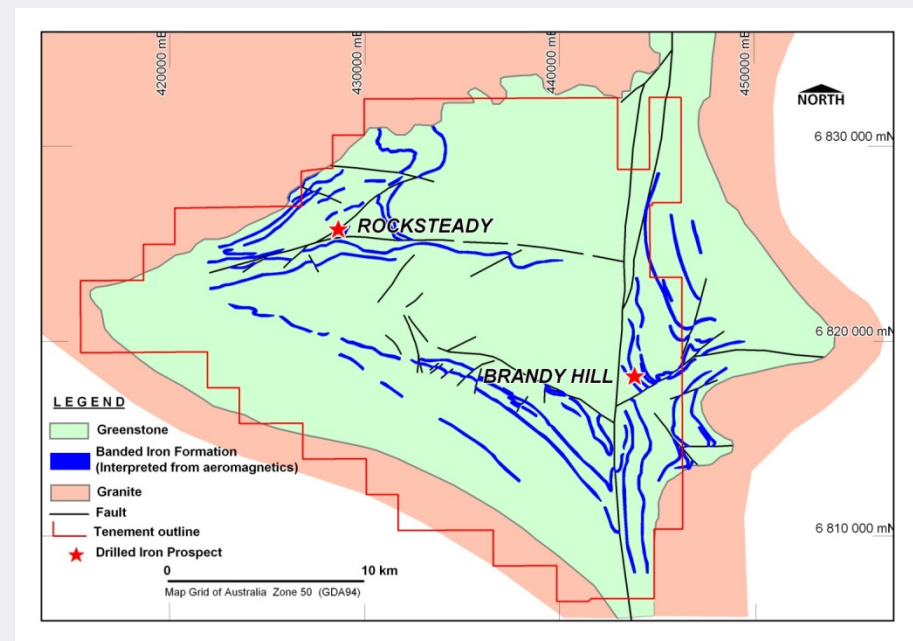 420000 mE
430000 mE
440000 mE
450000 mE
NORTH
6 830 000 mN
ROCKSTEADY
6 820 000 mN
BRANDY HILL
LEGEND
Greenstone
Banded Iron Formation
(Interpreted from aeromagnetics)
Granite
Fault
Tenement outline
Drilled Iron Prospect
6 810 000 mN
0 10 km
Map Grid of Australia Zone 50 (GDA94)